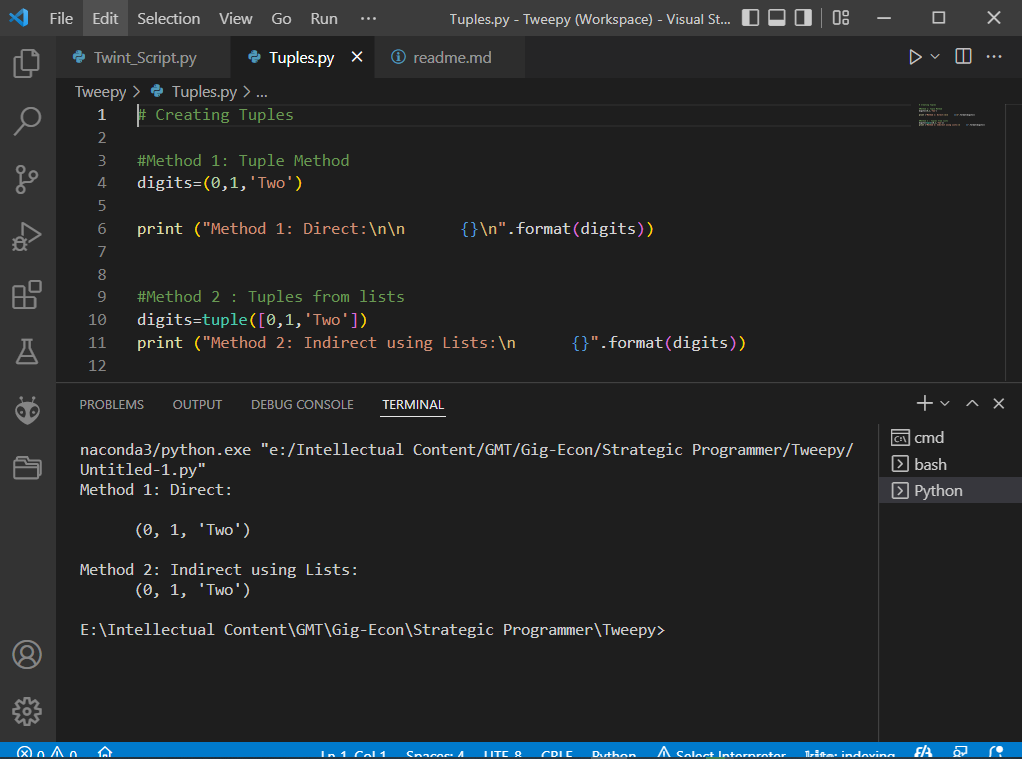 File Edit Selection View Go Run ··· Tuples.py - Tweepy (Workspace) - Visual St...
Twint_Script.py Tuples.py readme.md
Tweepy > Tuples.py > ...
1 # Creating Tuples
2
3 #Method 1: Tuple Method
4 digits=(0,1,'Two')
5
6 print ("Method 1: Direct:\n\n      {}\n".format(digits))
7
8
9 #Method 2 : Tuples from lists
10 digits=tuple([0,1,'Two'])
11 print ("Method 2: Indirect using Lists:\n      {}".format(digits))
12
PROBLEMS OUTPUT DEBUG CONSOLE TERMINAL
naconda3/python.exe "e:/Intellectual Content/GMT/Gig-Econ/Strategic Programmer/Tweepy/
Untitled-1.py"
Method 1: Direct:
(0, 1, 'Two')
Method 2: Indirect using Lists:
(0, 1, 'Two')
E:\Intellectual Content\GMT\Gig-Econ\Strategic Programmer\Tweepy>
cmd
bash
Python
0 0 Ln 1, Col 1 Spaces: 4 UTF-8 CRLF Python Select Interpreter kite: indexing